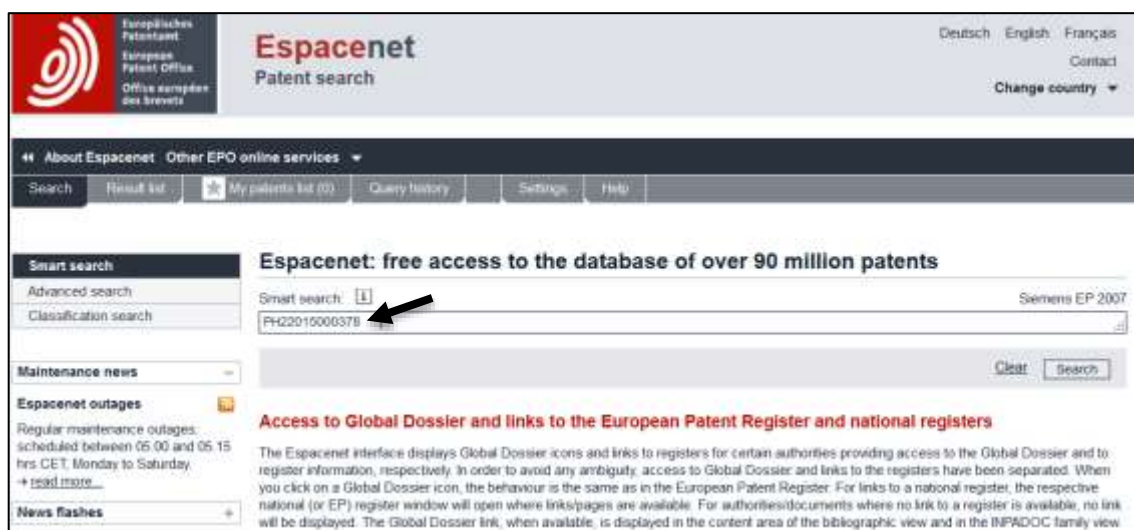 Europäisches
Patentamt
European
Patent Office
Office européen
des brevets
Espacenet
Patent search
Deutsch English Français
Contact
Change country
About Espacenet Other EPO online services
Search Result list My patents list (0) Query history Settings Help
Smart search
Advanced search
Classification search
Maintenance news
Espacenet outages
Regular maintenance outages:
scheduled between 05.00 and 05.15
hrs CET, Monday to Saturday.
read more...
News flashes
Espacenet: free access to the database of over 90 million patents
Smart search: i Siemens EP 2007
PH22015000378
Clear Search
Access to Global Dossier and links to the European Patent Register and national registers
The Espacenet interface displays Global Dossier icons and links to registers for certain authorities providing access to the Global Dossier and to
register information, respectively. In order to avoid any ambiguity, access to Global Dossier and links to the registers have been separated. When
you click on a Global Dossier icon, the behaviour is the same as in the European Patent Register. For links to a national register, the respective
national (or EP) register window will open where links/pages are available. For authorities/documents where no link to a register is available, no link
will be displayed. The Global Dossier link, when available, is displayed in the content area of the bibliographic view and in the INPADOC family view